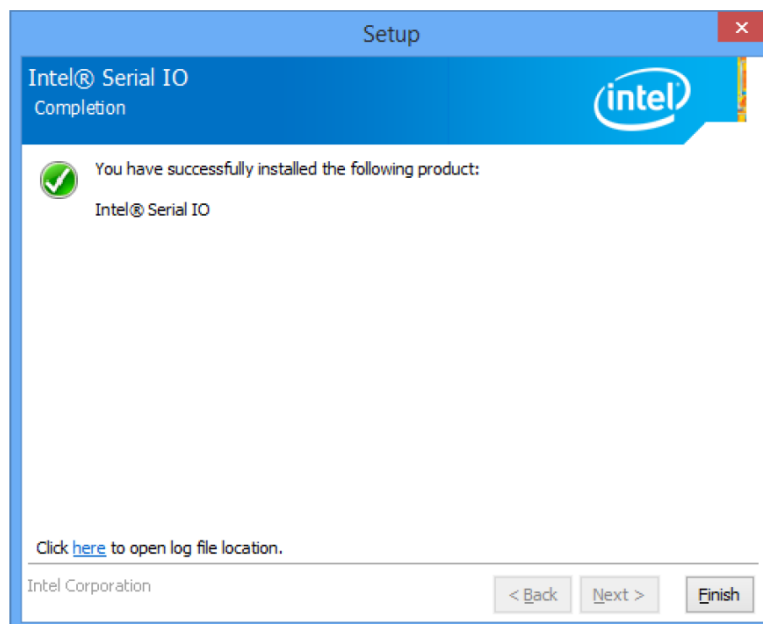 Setup
Intel® Serial IO
Completion
intel
You have successfully installed the following product:
Intel® Serial IO
Click here to open log file location.
Intel Corporation
< Back Next > Finish